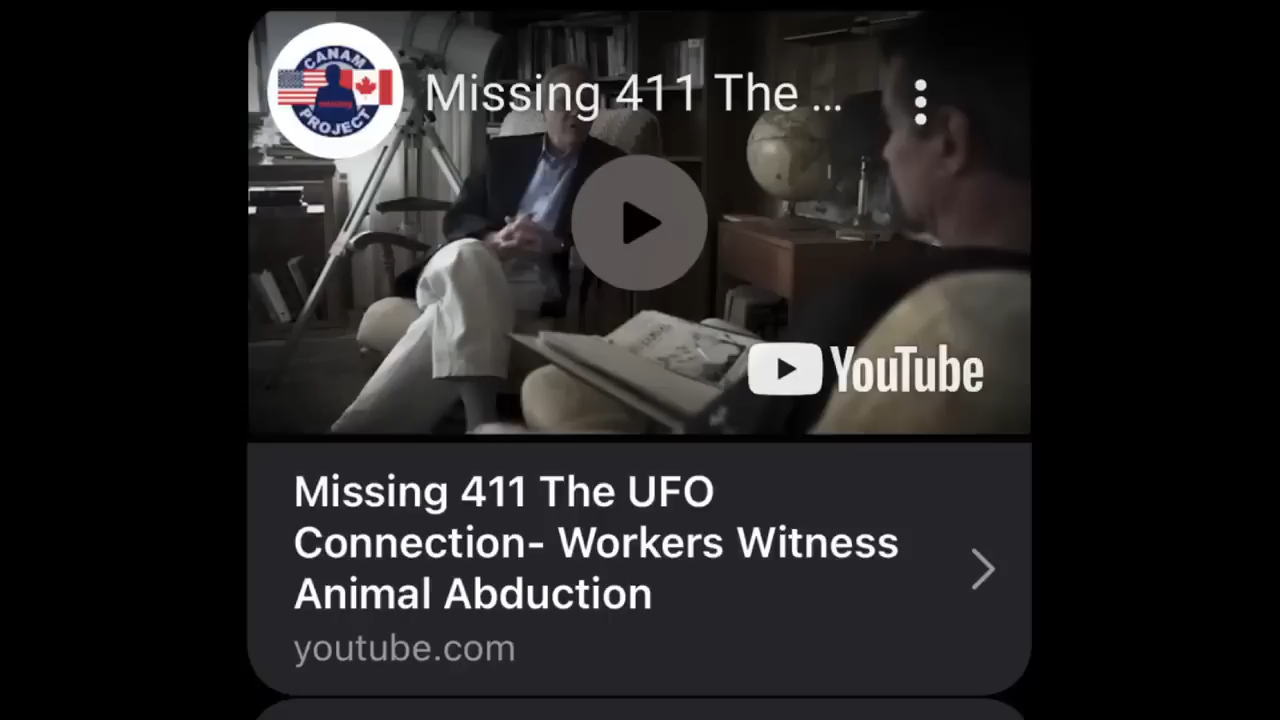 CANAM
PROJECT
Missing 411 The ...
YouTube
Missing 411 The UFO
Connection- Workers Witness
Animal Abduction
youtube.com